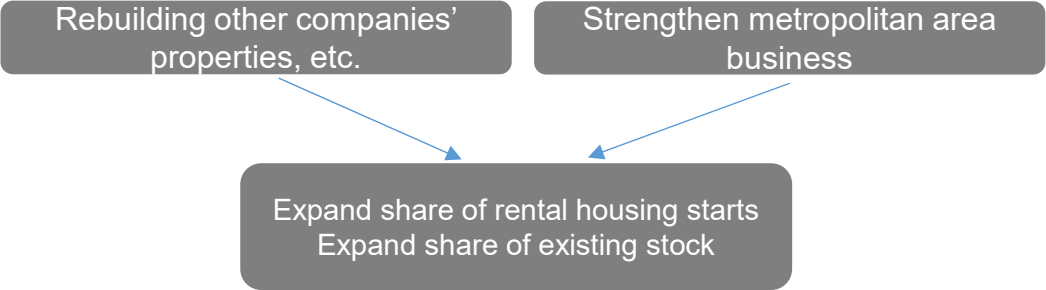 Rebuilding other companies’
properties, etc.
Strengthen metropolitan area
business
Expand share of rental housing starts
Expand share of existing stock